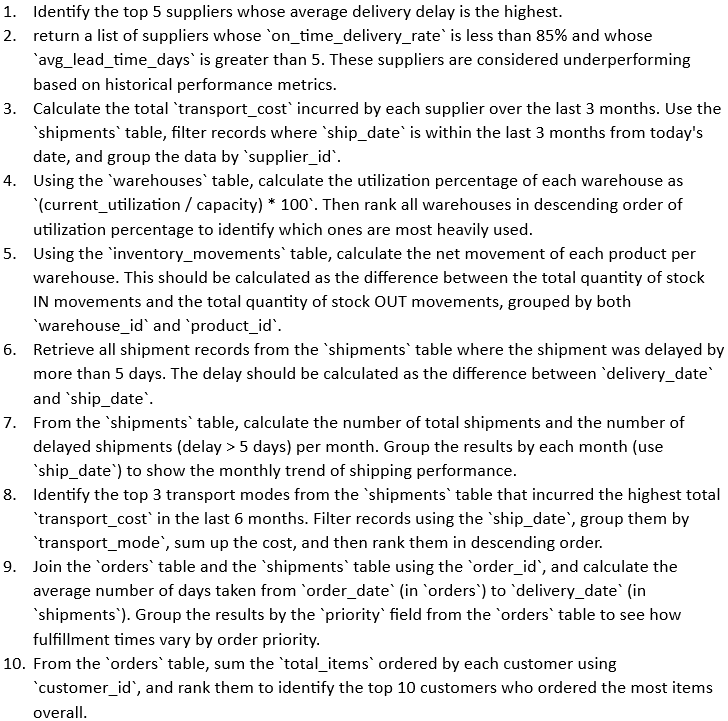 1. Identify the top 5 suppliers whose average delivery delay is the highest.
2. return a list of suppliers whose `on_time_delivery_rate` is less than 85% and whose
`avg_lead_time_days` is greater than 5. These suppliers are considered underperforming
based on historical performance metrics.
3. Calculate the total `transport_cost` incurred by each supplier over the last 3 months. Use the
`shipments` table, filter records where `ship_date` is within the last 3 months from today's
date, and group the data by `supplier_id`.
4. Using the `warehouses` table, calculate the utilization percentage of each warehouse as
`(current_utilization / capacity) * 100`. Then rank all warehouses in descending order of
utilization percentage to identify which ones are most heavily used.
5. Using the `inventory_movements` table, calculate the net movement of each product per
warehouse. This should be calculated as the difference between the total quantity of stock
IN movements and the total quantity of stock OUT movements, grouped by both
`warehouse_id` and `product_id`.
6. Retrieve all shipment records from the `shipments` table where the shipment was delayed by
more than 5 days. The delay should be calculated as the difference between `delivery_date`
and `ship_date`.
7. From the `shipments` table, calculate the number of total shipments and the number of
delayed shipments (delay > 5 days) per month. Group the results by each month (use
`ship_date`) to show the monthly trend of shipping performance.
8. Identify the top 3 transport modes from the `shipments` table that incurred the highest total
`transport_cost` in the last 6 months. Filter records using the `ship_date`, group them by
`transport_mode`, sum up the cost, and then rank them in descending order.
9. Join the `orders` table and the `shipments` table using the `order_id`, and calculate the
average number of days taken from `order_date` (in `orders`) to `delivery_date` (in
`shipments`). Group the results by the `priority` field from the `orders` table to see how
fulfillment times vary by order priority.
10. From the `orders` table, sum the `total_items` ordered by each customer using
`customer_id`, and rank them to identify the top 10 customers who ordered the most items
overall.